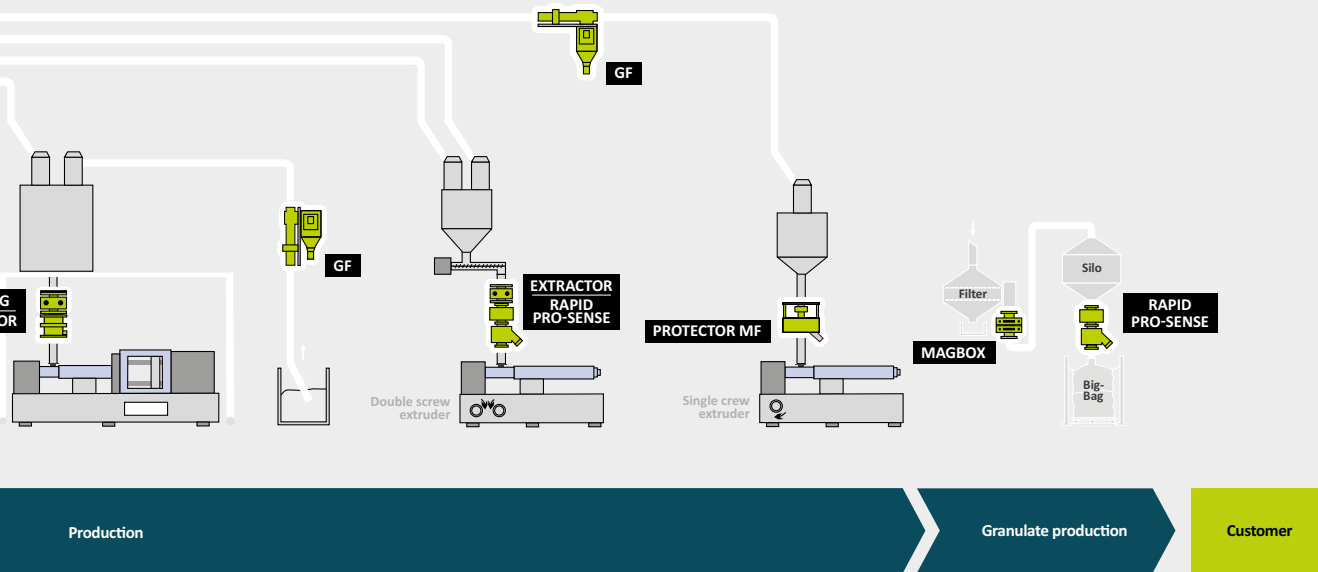 GF
GF
G
OR
EXTRACTOR
RAPID
PRO-SENSE
PROTECTOR MF
MAGBOX
Filter
Silo
RAPID
PRO-SENSE
Big-
Bag
Double screw
extruder
Single crew
extruder
Production
Granulate production
Customer